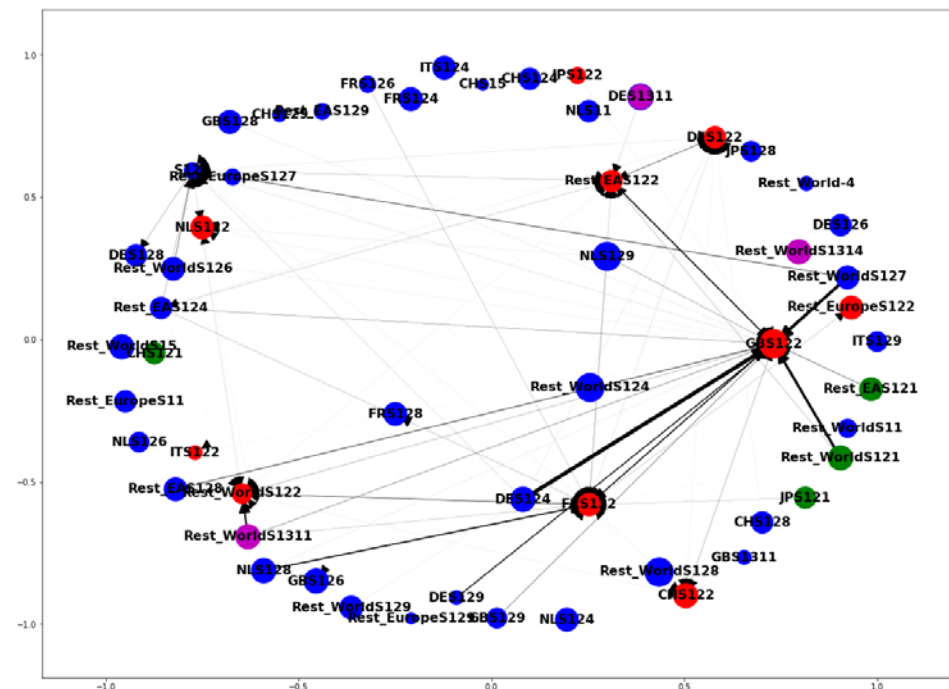 1.0
ITS124
JPS122
CHS124
FRS126
CHS15
DES1311
FRS124
NLS11
Rest_EAS129
GBS128
JPS128
Rest_EuropeS127
Rest_EAS122
Rest_World-4
0.5
NLS112
DES126
DES128
NLS129
Rest_WorldS1314
Rest_WorldS126
Rest_WorldS127
Rest_EAS124
Rest_EuropeS122
0.0
GBS122
ITS129
Rest_WorldS15
CHS121
Rest_WorldS124
Rest_EAS121
Rest_EuropeS11
FRS128
Rest_WorldS11
NLS126
ITS122
Rest_WorldS121
-0.5
Rest_EAS128
Rest_WorldS122
DES124
JPS121
CHS128
Rest_WorldS1311
GBS1311
NLS128
Rest_WorldS128
GBS126
CHS122
DES129
Rest_WorldS129
Rest_EuropeS129
GBS129
NLS124
-1.0
-1.0
-0.5
0.0
0.5
1.0